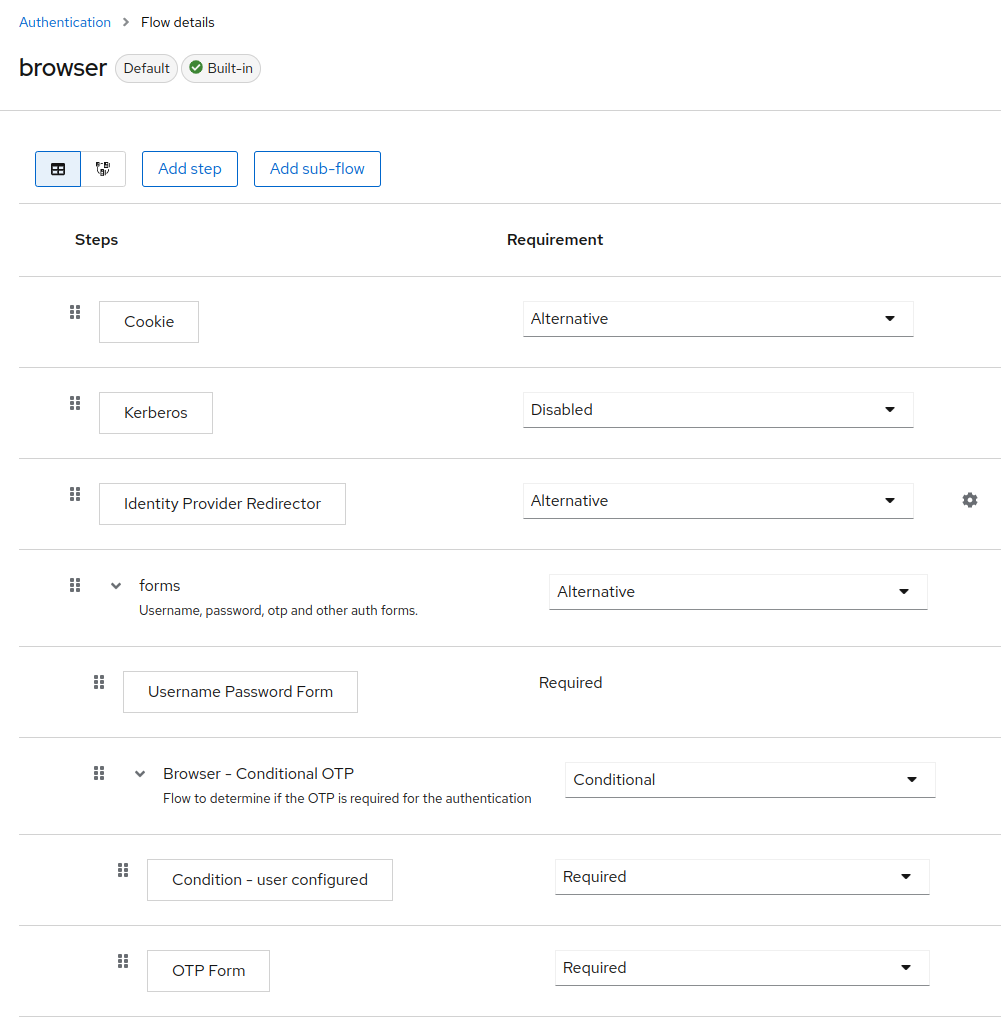 Authentication > Flow details
browser Default Built-in
Add step Add sub-flow
Steps Requirement
Cookie Alternative
Kerberos Disabled
Identity Provider Redirector Alternative
forms Alternative
Username, password, otp and other auth forms.
Username Password Form Required
Browser - Conditional OTP Conditional
Flow to determine if the OTP is required for the authentication
Condition - user configured Required
OTP Form Required